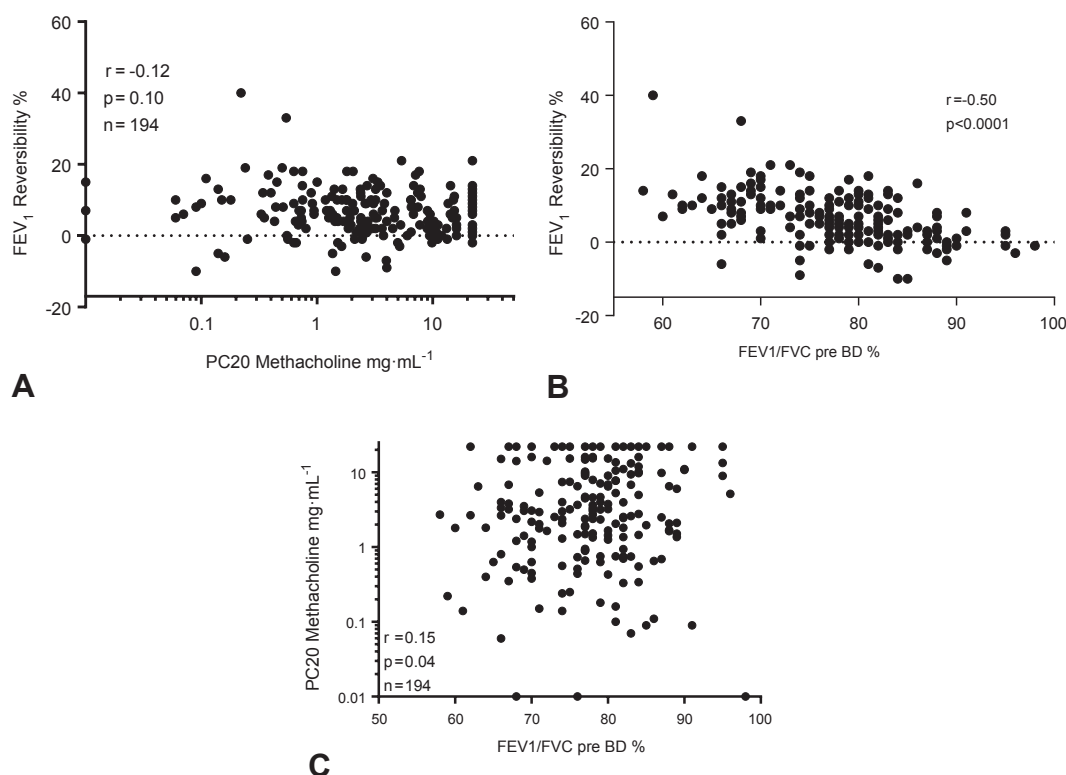 60
40
20
0
-20
FEV1 Reversibility %
r = -0.12
p = 0.10
n = 194
0.1
1
10
PC20 Methacholine mg·mL-1
A
60
40
20
0
-20
FEV1 Reversibility %
r=-0.50
p<0.0001
60
70
80
90
100
FEV1/FVC pre BD %
B
10
1
0.1
0.01
PC20 Methacholine mg·mL-1
r = 0.15
p=0.04
n=194
50
60
70
80
90
100
FEV1/FVC pre BD %
C